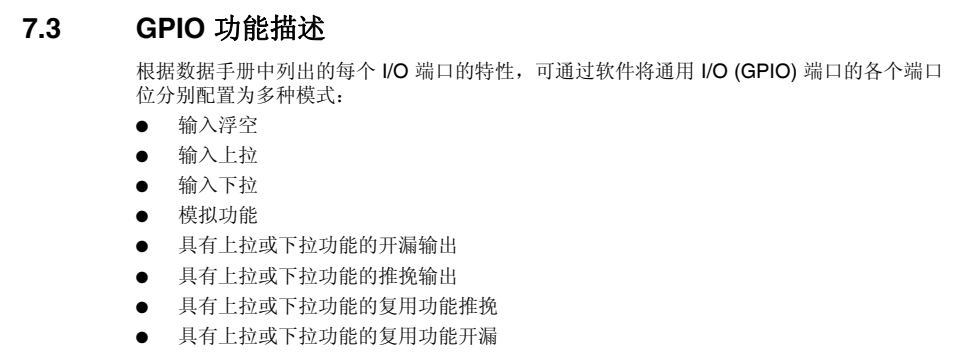 7.3 GPIO 功能描述
根据数据手册中列出的每个 I/O 端口的特性，可通过软件将通用 I/O (GPIO) 端口的各个端口
位分别配置为多种模式：
● 输入浮空
● 输入上拉
● 输入下拉
● 模拟功能
● 具有上拉或下拉功能的开漏输出
● 具有上拉或下拉功能的推挽输出
● 具有上拉或下拉功能的复用功能推挽
● 具有上拉或下拉功能的复用功能开漏